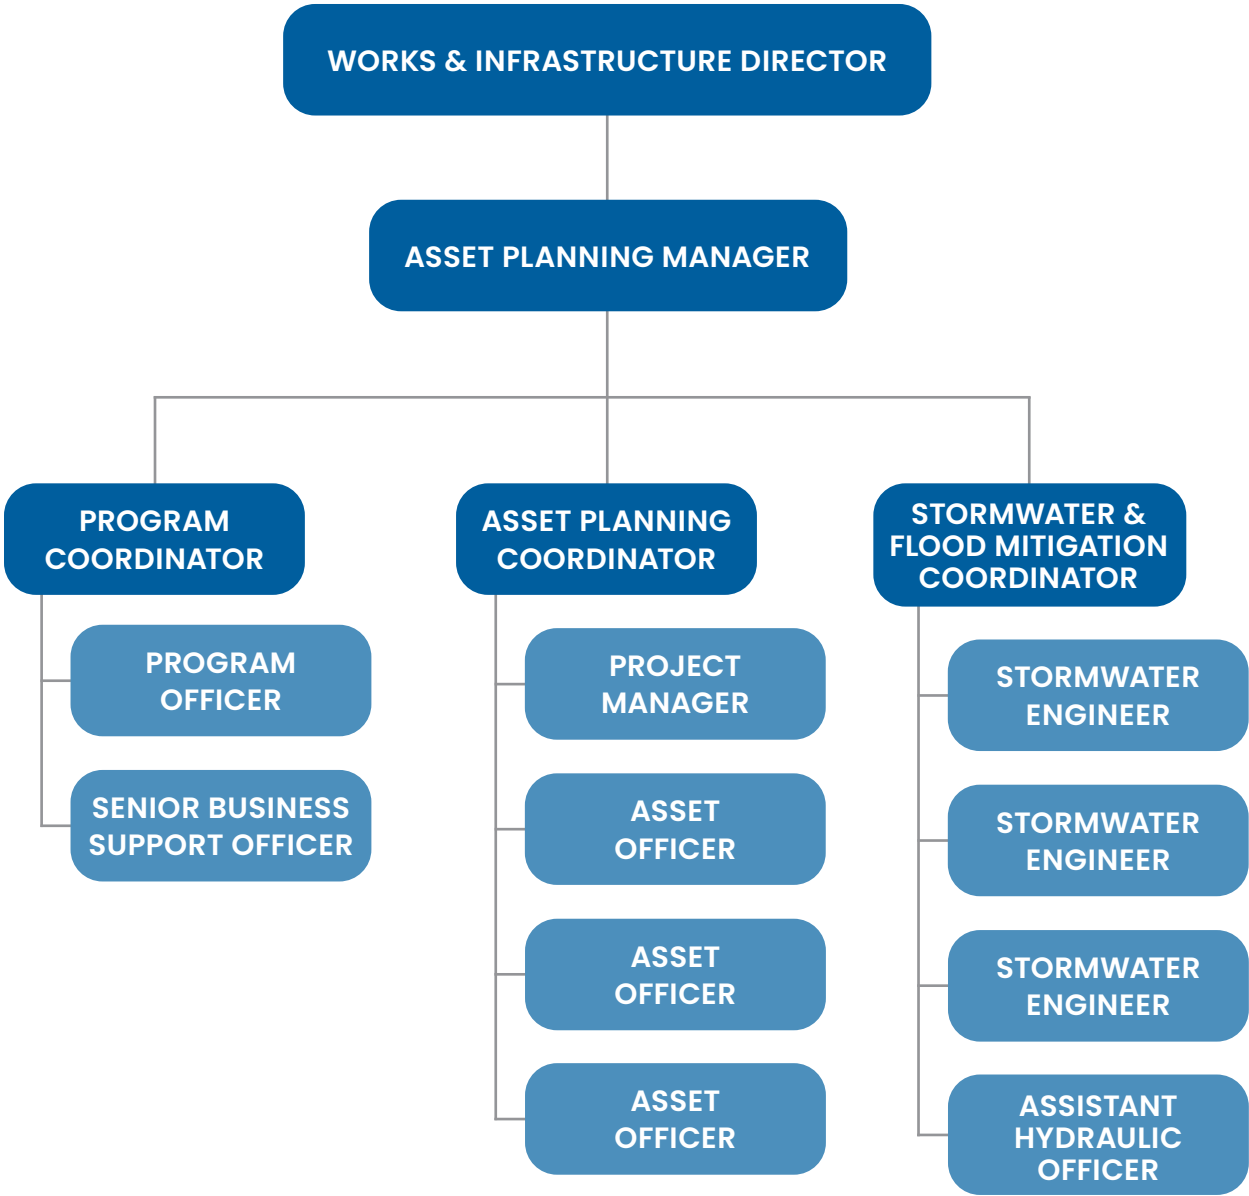 WORKS & INFRASTRUCTURE DIRECTOR
ASSET PLANNING MANAGER
PROGRAM
COORDINATOR
PROGRAM
OFFICER
SENIOR BUSINESS
SUPPORT OFFICER
ASSET PLANNING
COORDINATOR
PROJECT
MANAGER
ASSET
OFFICER
ASSET
OFFICER
ASSET
OFFICER
STORMWATER &
FLOOD MITIGATION
COORDINATOR
STORMWATER
ENGINEER
STORMWATER
ENGINEER
STORMWATER
ENGINEER
ASSISTANT
HYDRAULIC
OFFICER